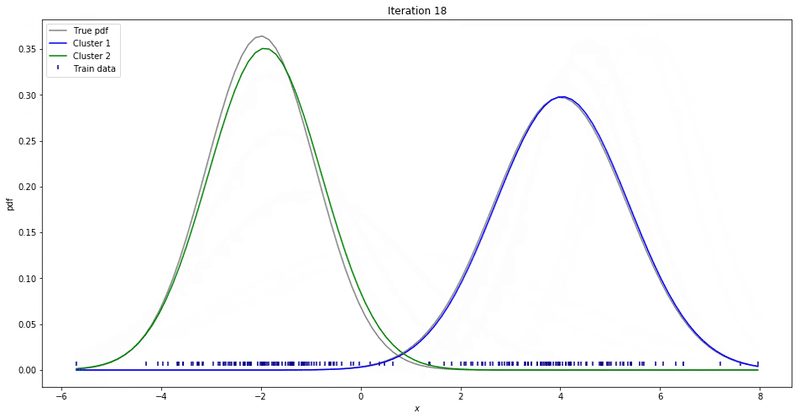 Iteration 18
True pdf
Cluster 1
Cluster 2
Train data
pdf
0.35
0.30
0.25
0.20
0.15
0.10
0.05
0.00
−6 −4 −2 0 2 4 6 8
x